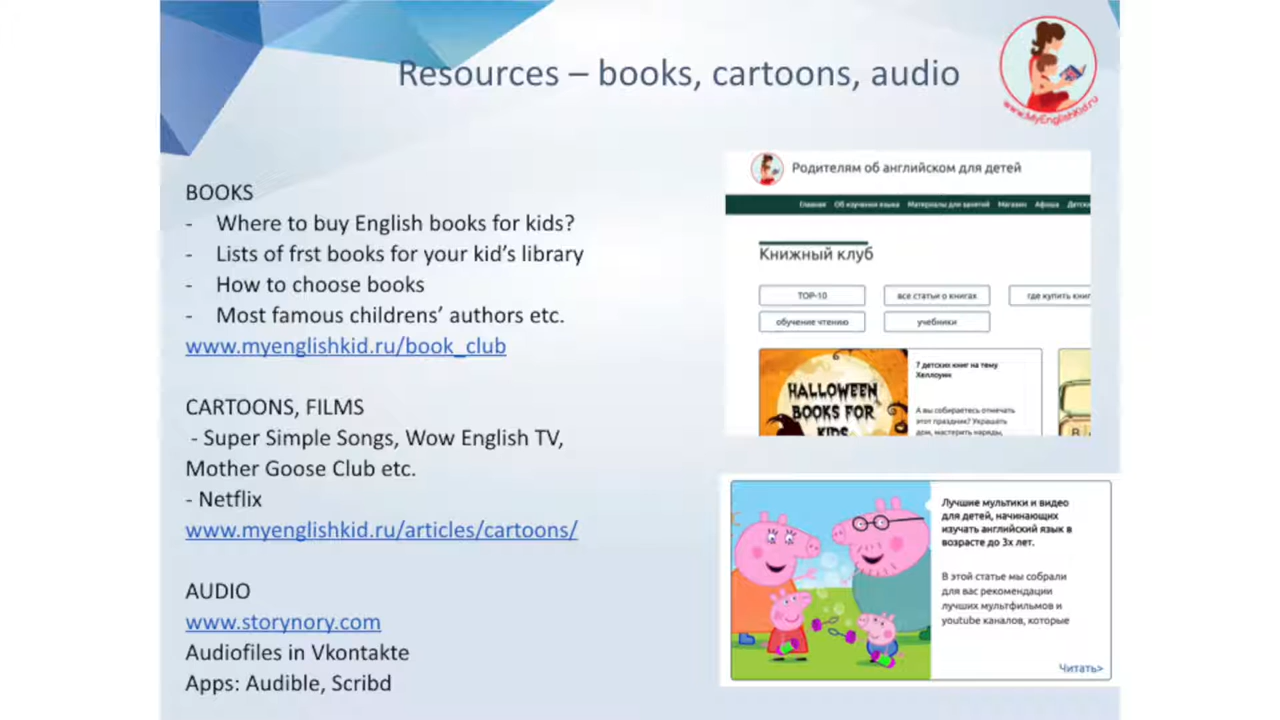 Resources – books, cartoons, audio
www.MyEnglishKid.ru
BOOKS
- Where to buy English books for kids?
- Lists of frst books for your kid's library
- How to choose books
- Most famous childrens' authors etc.
www.myenglishkid.ru/book_club
CARTOONS, FILMS
- Super Simple Songs, Wow English TV,
Mother Goose Club etc.
- Netflix
www.myenglishkid.ru/articles/cartoons/
AUDIO
www.storynory.com
Audiofiles in Vkontakte
Apps: Audible, Scribd
Родителям об английском для детей
Главная Об изучении языка Материалы для занятий Магазин Афиша Детски
Книжный клуб
TOP-10 все статьи о книгах где купить книг
обучение чтению учебники
HALLOWEEN
BOOKS FOR
KIDS
7 детских книг на тему
Хеллоуин
А вы собираетесь отмечать
этот праздник? Украшать
дом, мастерить наряды,
Лучшие мультики и видео
для детей, начинающих
изучать английский язык в
возрасте до 3х лет.
В этой статье мы собрали
для вас рекомендации
лучших мультфильмов и
youtube каналов, которые
Читать>